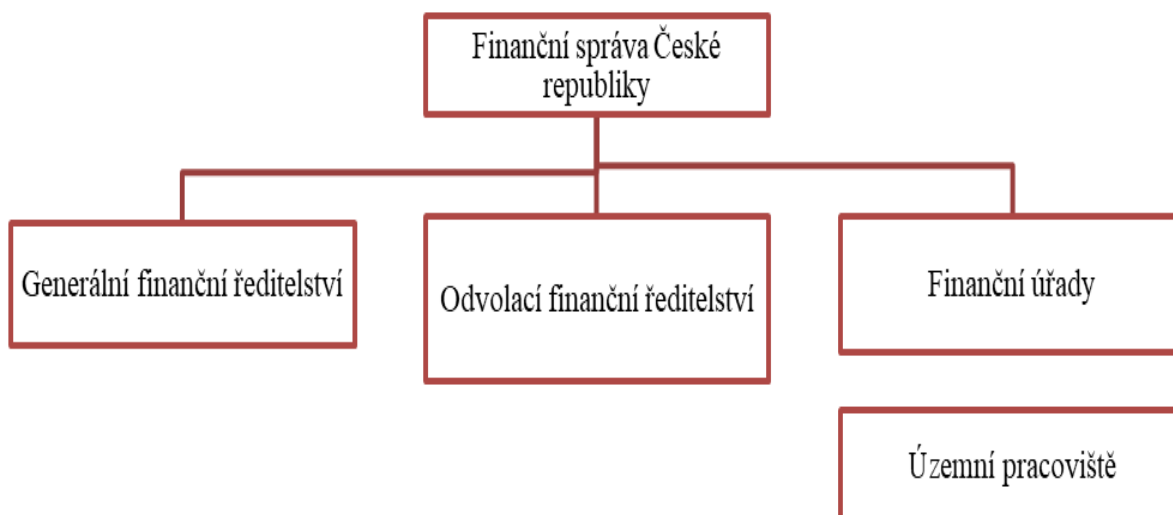 Finanční správa České
republiky
Generální finanční ředitelství
Odvolací finanční ředitelství
Finanční úřady
Územní pracoviště